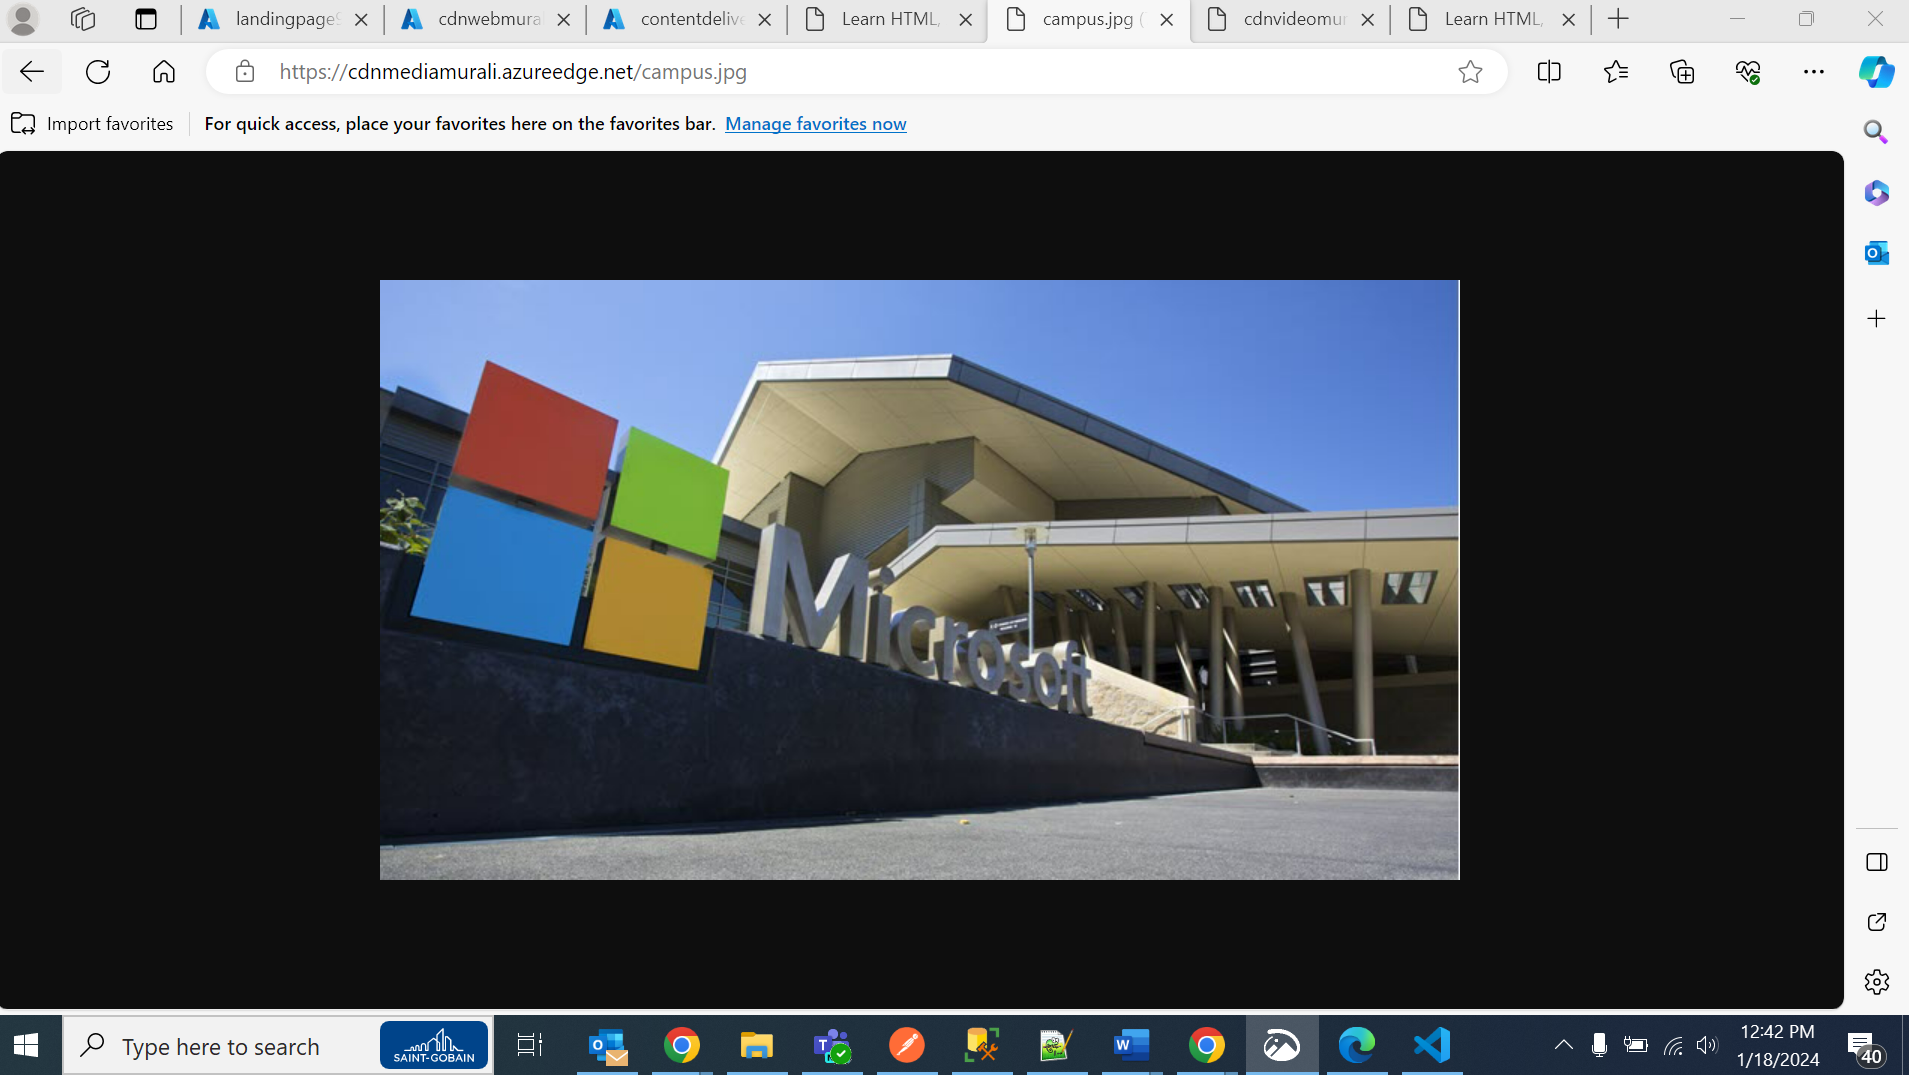 landingpage
cdnwebmura
contentdelive
Learn HTML,
campus.jpg (
cdnvideomur
Learn HTML,
https://cdnmediamurali.azureedge.net/campus.jpg
Import favorites
For quick access, place your favorites here on the favorites bar. Manage favorites now
Microsoft
Type here to search
SAINT-GOBAIN
12:42 PM
1/18/2024
40